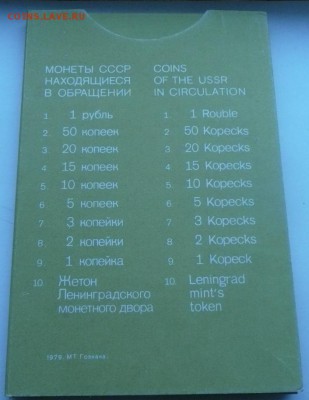 COINS.LAVE.RU
МОНЕТЫ СССР
НАХОДЯЩИЕСЯ
В ОБРАЩЕНИИ
1. 1 рубль
2. 50 копеек
3. 20 копеек
4. 15 копеек
5. 10 копеек
6. 5 копеек
7. 3 копейки
8. 2 копейки
9. 1 копейка
10. Жетон
Ленинградского
монетного двора
COINS
OF THE USSR
IN CIRCULATION
1. 1 Rouble
2. 50 Kopecks
3. 20 Kopecks
4. 15 Kopecks
5. 10 Kopecks
6. 5 Kopecks
7. 3 Kopecks
8. 2 Kopecks
9. 1 Kopeck
10. Leningrad
mint's
token
1979. МТ. Гознака.